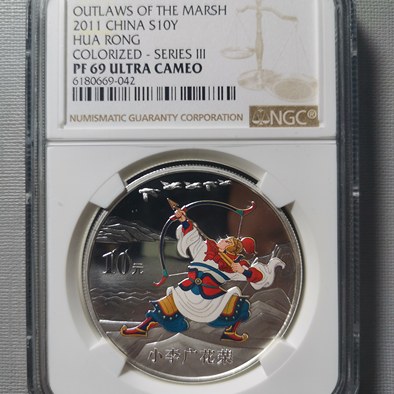 OUTLAWS OF THE MARSH
2011 CHINA S10Y
HUA RONG
COLORIZED - SERIES III
PF 69 ULTRA CAMEO
6180669-042
NUMISMATIC GUARANTY CORPORATION
NGC®
10元
小李广花荣